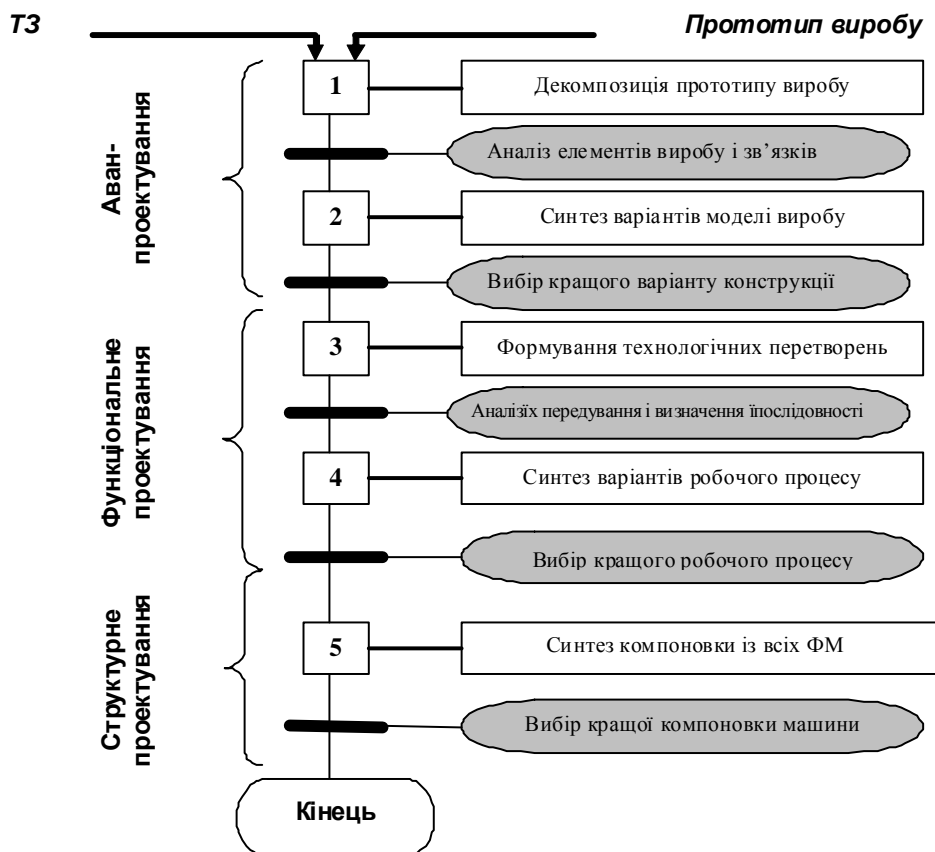 ТЗ
Прототип виробу
1
Декомпозиція прототипу виробу
Аналіз елементів виробу і зв’язків
Аван-
проектування
2
Синтез варіантів моделі виробу
Вибір кращого варіанту конструкції
3
Формування технологічних перетворень
Аналізїх передування і визначення їпослідовності
Функціональне
проектування
4
Синтез варіантів робочого процесу
Вибір кращого робочого процесу
Структурне
проектування
5
Синтез компоновки із всіх ФМ
Вибір кращої компоновки машини
Кінець